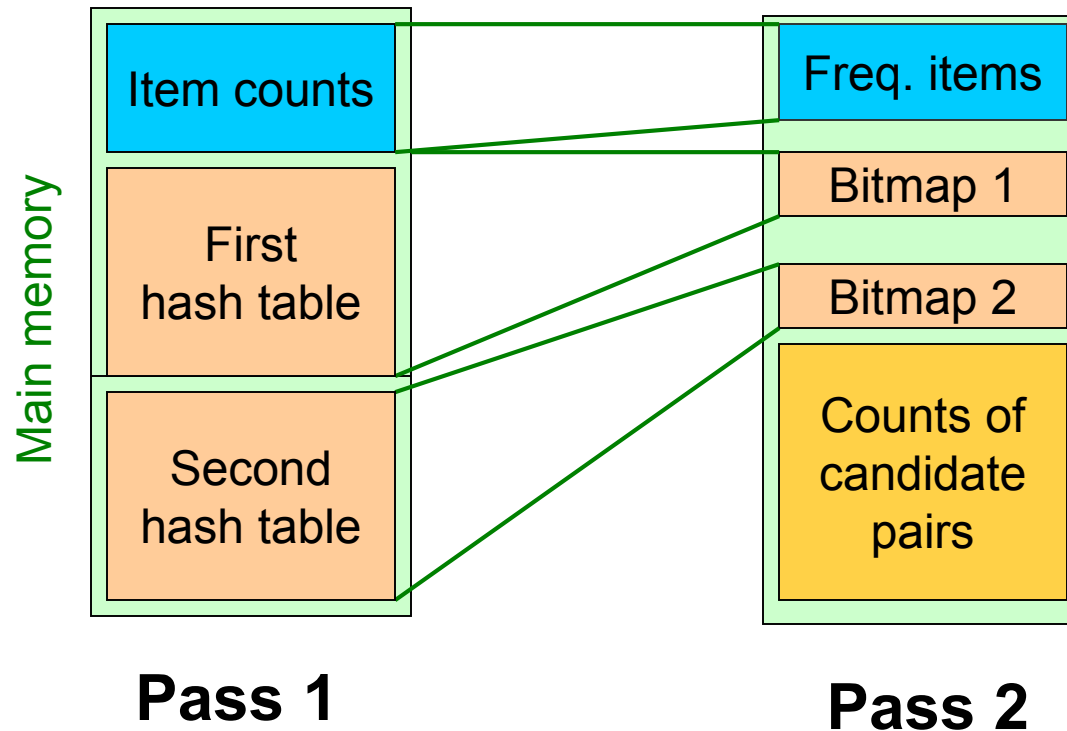 Main memory
Item counts
First
hash table
Second
hash table
Pass 1
Freq. items
Bitmap 1
Bitmap 2
Counts of
candidate
pairs
Pass 2